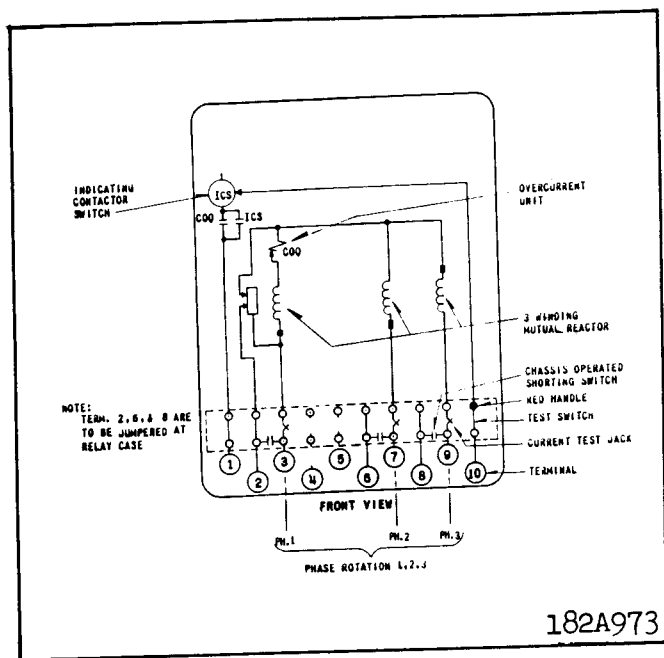 INDICATING
CONTACTOR
SWITCH
ICS
COQ
ICS
OVERCURRENT
UNIT
COQ
3 WINDING
MUTUAL REACTOR
CHASSIS OPERATED
SHORTING SWITCH
RED HANDLE
TEST SWITCH
CURRENT TEST JACK
TERMINAL
NOTE:
TERM. 2,6,& 8 ARE
TO BE JUMPERED AT
RELAY CASE
1
2
3
4
5
6
7
8
9
10
FRONT VIEW
PH.1
PH.2
PH.3
PHASE ROTATION 1,2,3
182A973